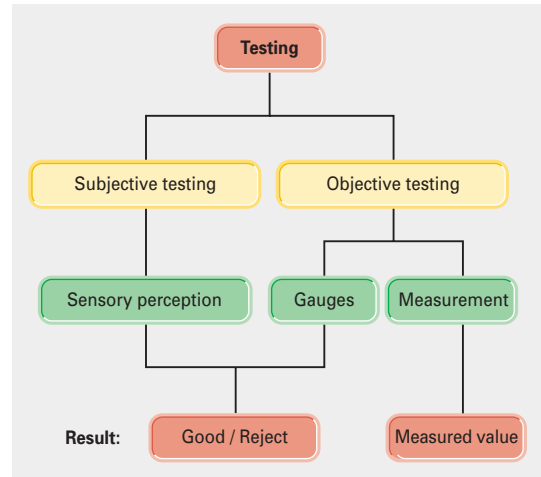 Testing
Subjective testing
Objective testing
Sensory perception
Gauges
Measurement
Result:
Good / Reject
Measured value